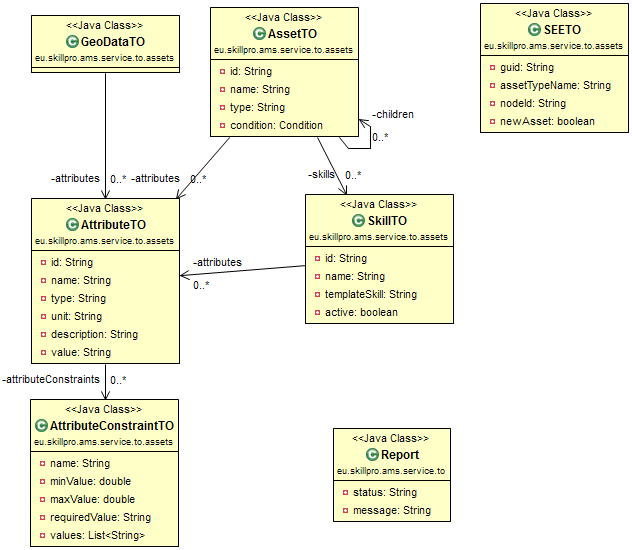 <<Java Class>>
GeoDataTO
eu.skillpro.ams.service.to.assets
<<Java Class>>
AssetTO
eu.skillpro.ams.service.to.assets
id: String
name: String
type: String
condition: Condition
<<Java Class>>
SEETO
eu.skillpro.ams.service.to.assets
guid: String
assetTypeName: String
nodeId: String
newAsset: boolean
-children
0..*
-attributes
0..*
-attributes
0..*
-skills
0..*
<<Java Class>>
AttributeTO
eu.skillpro.ams.service.to.assets
id: String
name: String
type: String
unit: String
description: String
value: String
<<Java Class>>
SkillTO
eu.skillpro.ams.service.to.assets
id: String
name: String
templateSkill: String
active: boolean
-attributes
0..*
-attributeConstraints
0..*
<<Java Class>>
AttributeConstraintTO
eu.skillpro.ams.service.to.assets
name: String
minValue: double
maxValue: double
requiredValue: String
values: List<String>
<<Java Class>>
Report
eu.skillpro.ams.service.to
status: String
message: String